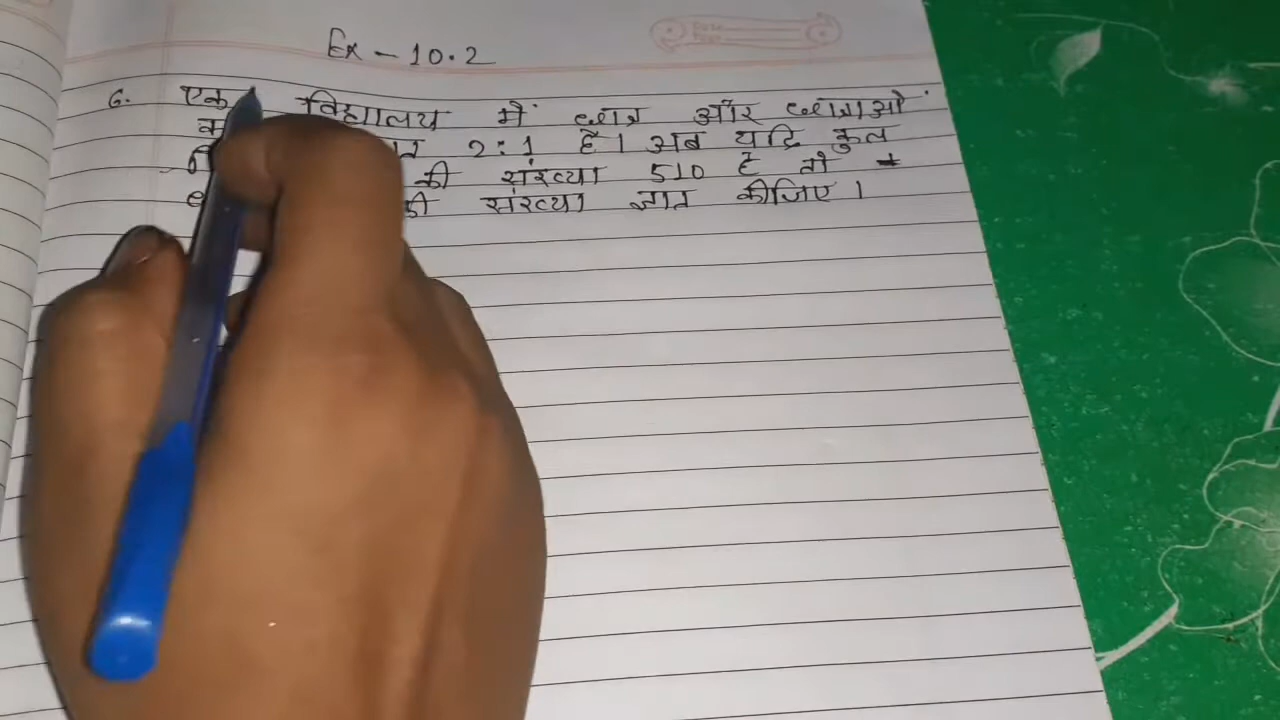 Ex - 10.2
6. एक विद्यालय में छात्र और छात्राओं
2:1 है। अब यदि कुल
की संख्या 510 है तो
की संख्या ज्ञात कीजिए।